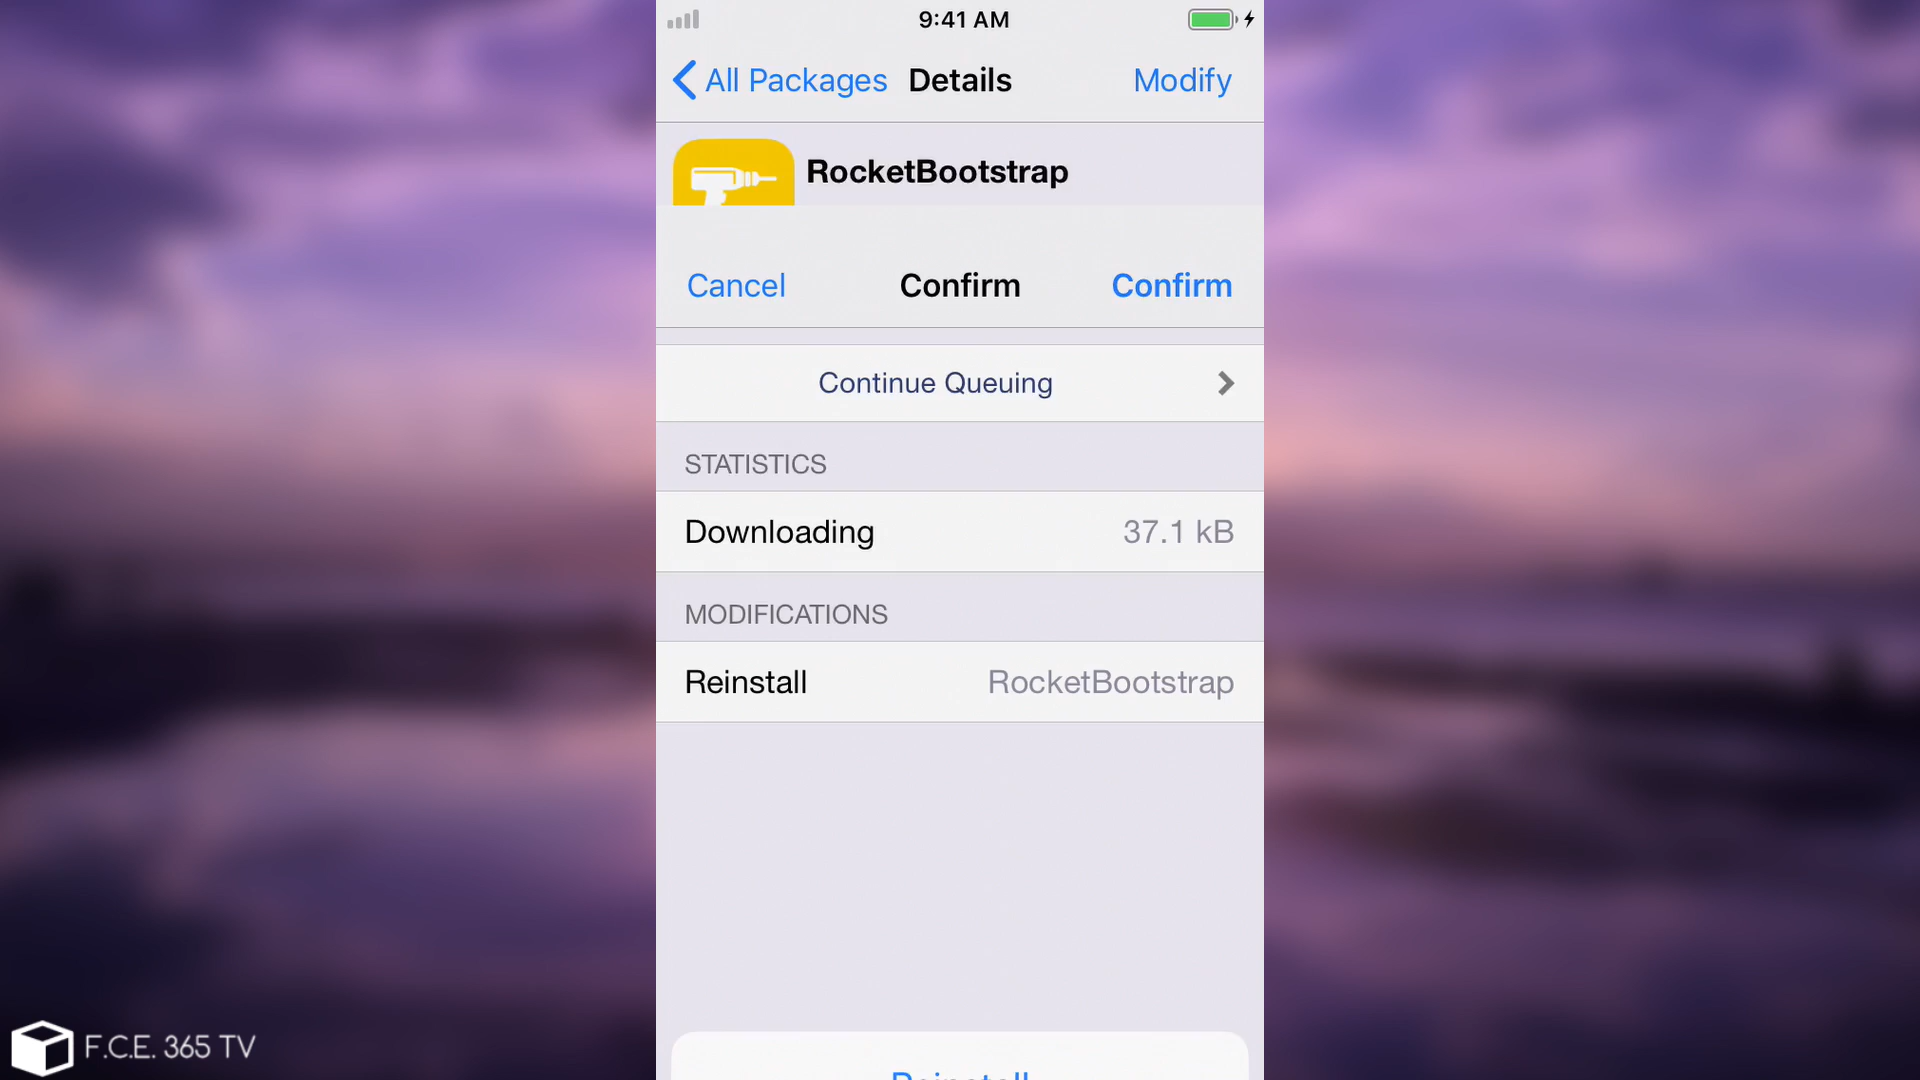 9:41 AM
All Packages Details Modify
RocketBootstrap
Cancel Confirm Confirm
Continue Queuing
STATISTICS
Downloading 37.1 kB
MODIFICATIONS
Reinstall RocketBootstrap
Reinstall
F.C.E. 365 TV